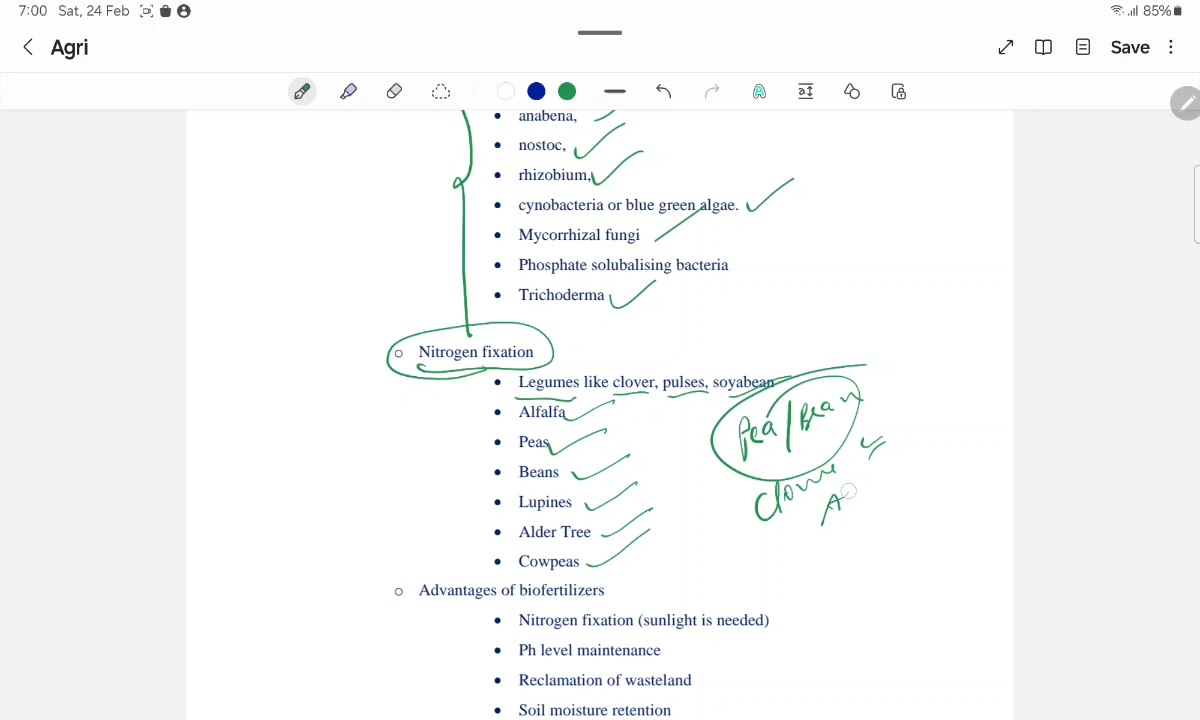 7:00 Sat, 24 Feb 85%
Agri Save
anabena,
nostoc,
rhizobium,
cynobacteria or blue green algae.
Mycorrhizal fungi
Phosphate solubalising bacteria
Trichoderma
Nitrogen fixation
Legumes like clover, pulses, soyabean
Alfalfa
Pea/Bean
Peas
Beans
Lupines
Alder Tree
Cowpeas
Advantages of biofertilizers
Nitrogen fixation (sunlight is needed)
Ph level maintenance
Reclamation of wasteland
Soil moisture retention